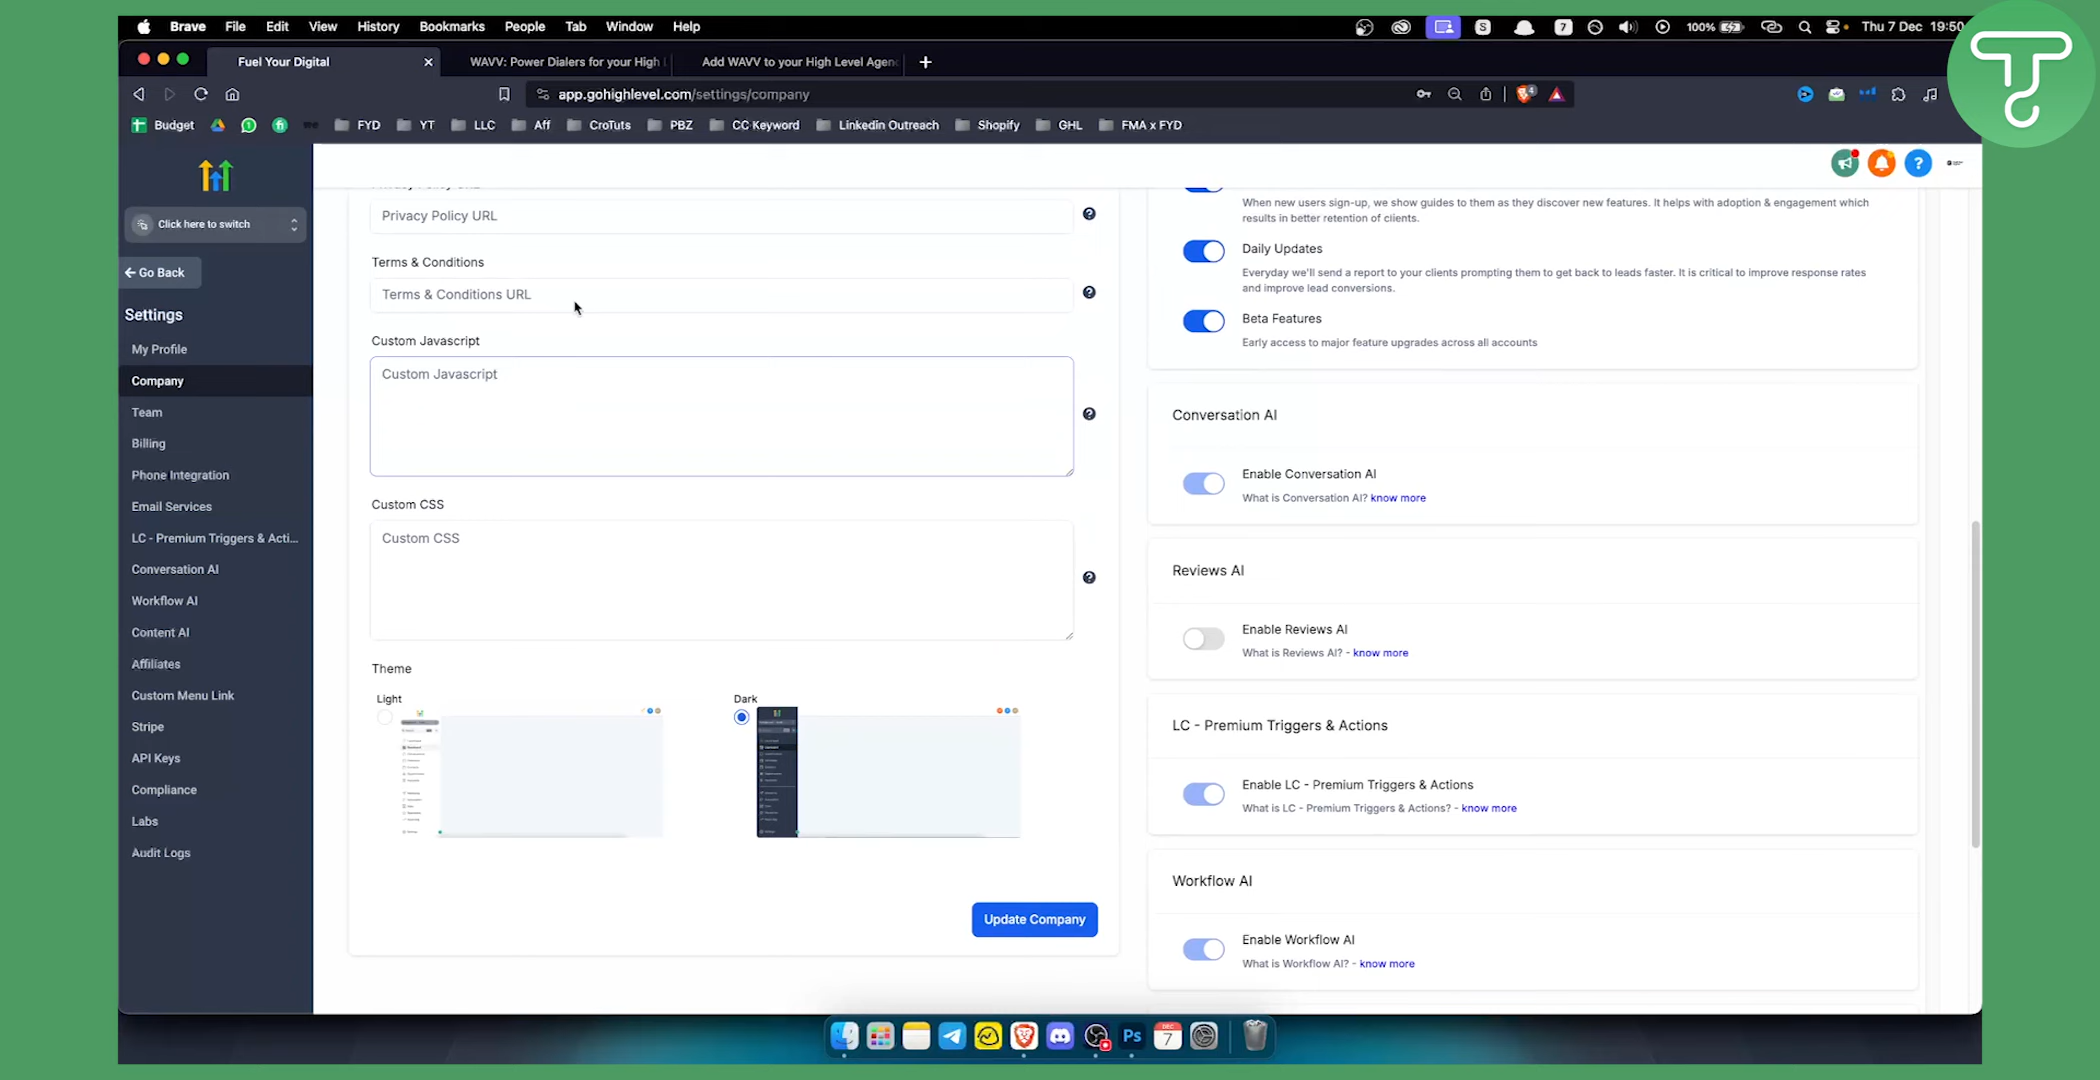 Brave File Edit View History Bookmarks People Tab Window Help
7 S 100% Thu 7 Dec 19:50
Fuel Your Digital
WAVV: Power Dialers for your High L
Add WAVV to your High Level Agen
app.gohighlevel.com/settings/company
4
Budget FYD YT LLC Aff CroTuts PBZ CC Keyword Linkedin Outreach Shopify GHL FMA x FYD
Click here to switch
Go Back
Settings
My Profile
Company
Team
Billing
Phone Integration
Email Services
LC - Premium Triggers & Acti...
Conversation AI
Workflow AI
Content AI
Affiliates
Custom Menu Link
Stripe
API Keys
Compliance
Labs
Audit Logs
Privacy Policy URL
Terms & Conditions
Terms & Conditions URL
Custom Javascript
Custom Javascript
Custom CSS
Custom CSS
Theme
Light
Dark
Update Company
When new users sign-up, we show guides to them as they discover new features. It helps with adoption & engagement which
results in better retention of clients.
Daily Updates
Everyday we'll send a report to your clients prompting them to get back to leads faster. It is critical to improve response rates
and improve lead conversions.
Beta Features
Early access to major feature upgrades across all accounts
Conversation AI
Enable Conversation AI
What is Conversation AI? know more
Reviews AI
Enable Reviews AI
What is Reviews AI? - know more
LC - Premium Triggers & Actions
Enable LC - Premium Triggers & Actions
What is LC - Premium Triggers & Actions? - know more
Workflow AI
Enable Workflow AI
What is Workflow AI? - know more
Ps
DEC
7